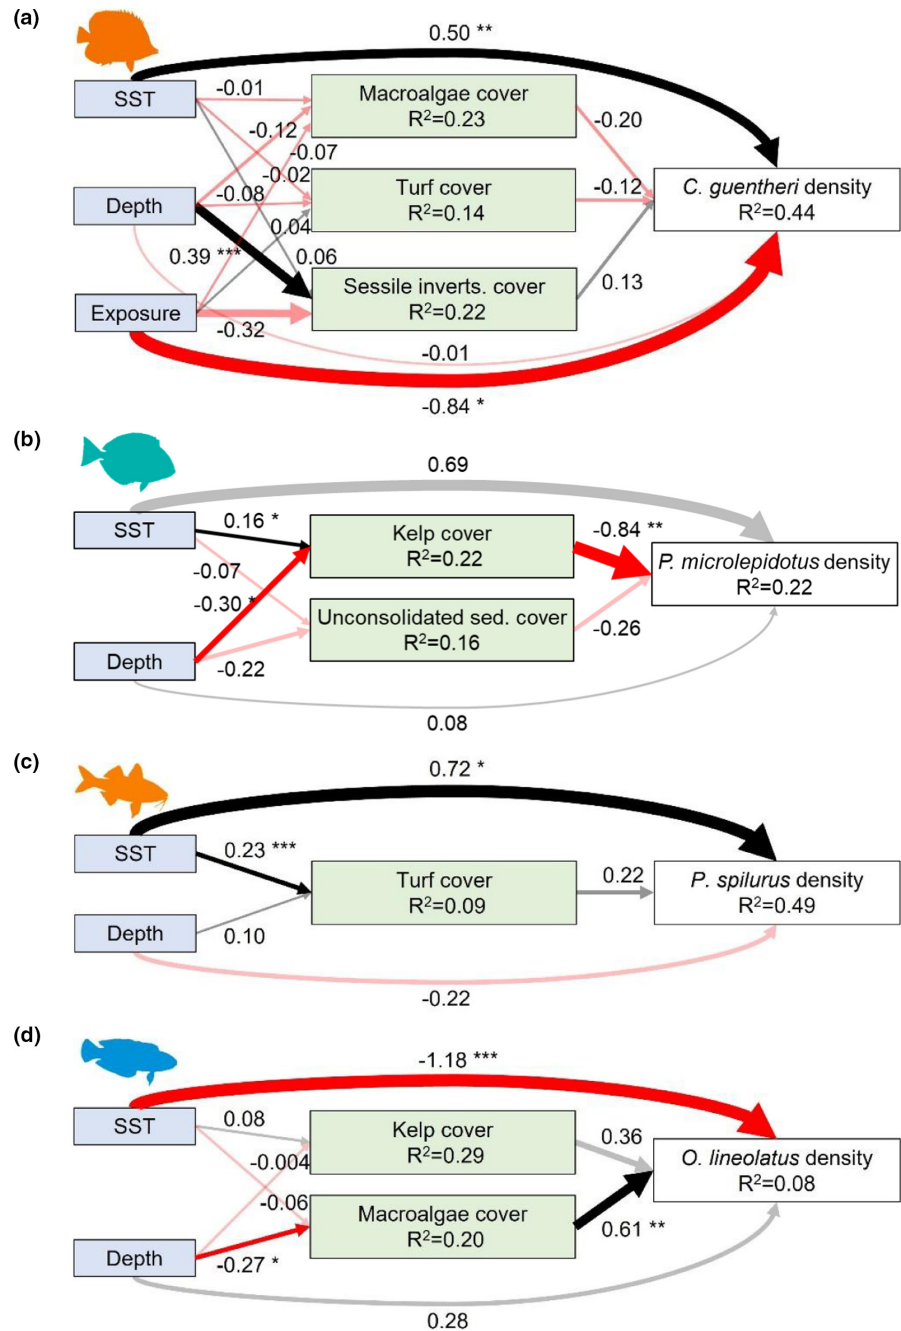 (a)
0.50 **
SST
-0.01
Macroalgae cover
R²=0.23
-0.12
-0.20
-0.07
-0.02
Depth
-0.08
Turf cover
R²=0.14
-0.12
C. guentheri density
R²=0.44
0.04
0.39 ***
0.06
Sessile inverts. cover
R²=0.22
0.13
Exposure
-0.32
-0.01
-0.84 *
(b)
0.69
SST
0.16 *
Kelp cover
R²=0.22
-0.84 **
P. microlepidotus density
R²=0.22
-0.07
-0.30 *
Unconsolidated sed. cover
R²=0.16
-0.26
Depth
-0.22
0.08
(c)
0.72 *
SST
0.23 ***
Turf cover
R²=0.09
0.22
P. spilurus density
R²=0.49
Depth
0.10
-0.22
(d)
-1.18 ***
SST
0.08
Kelp cover
R²=0.29
0.36
O. lineolatus density
R²=0.08
-0.004
-0.06
Macroalgae cover
R²=0.20
0.61 **
Depth
-0.27 *
0.28